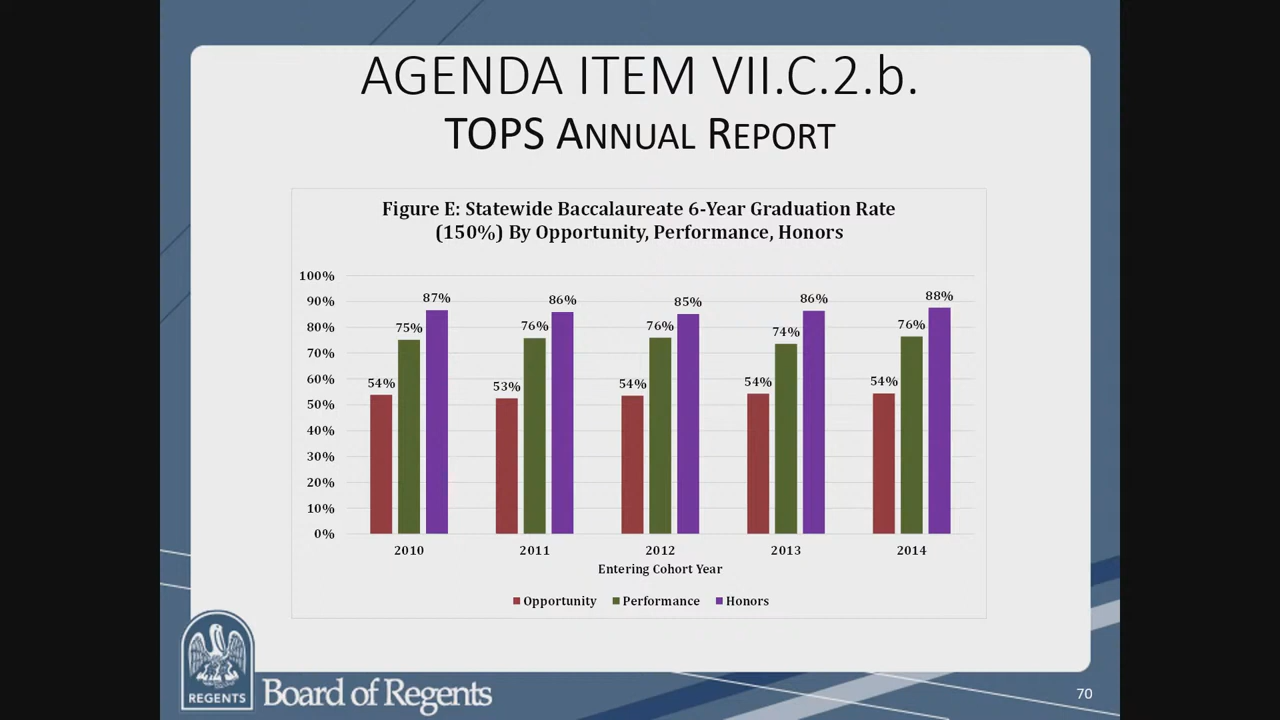 AGENDA ITEM VII.C.2.b.
TOPS ANNUAL REPORT
Figure E: Statewide Baccalaureate 6-Year Graduation Rate
(150%) By Opportunity, Performance, Honors
100%
90%
80%
70%
60%
50%
40%
30%
20%
10%
0%
54% 75% 87%
53% 76% 86%
54% 76% 85%
54% 74% 86%
54% 76% 88%
2010 2011 2012 2013 2014
Entering Cohort Year
Opportunity Performance Honors
REGENTS
Board of Regents
70